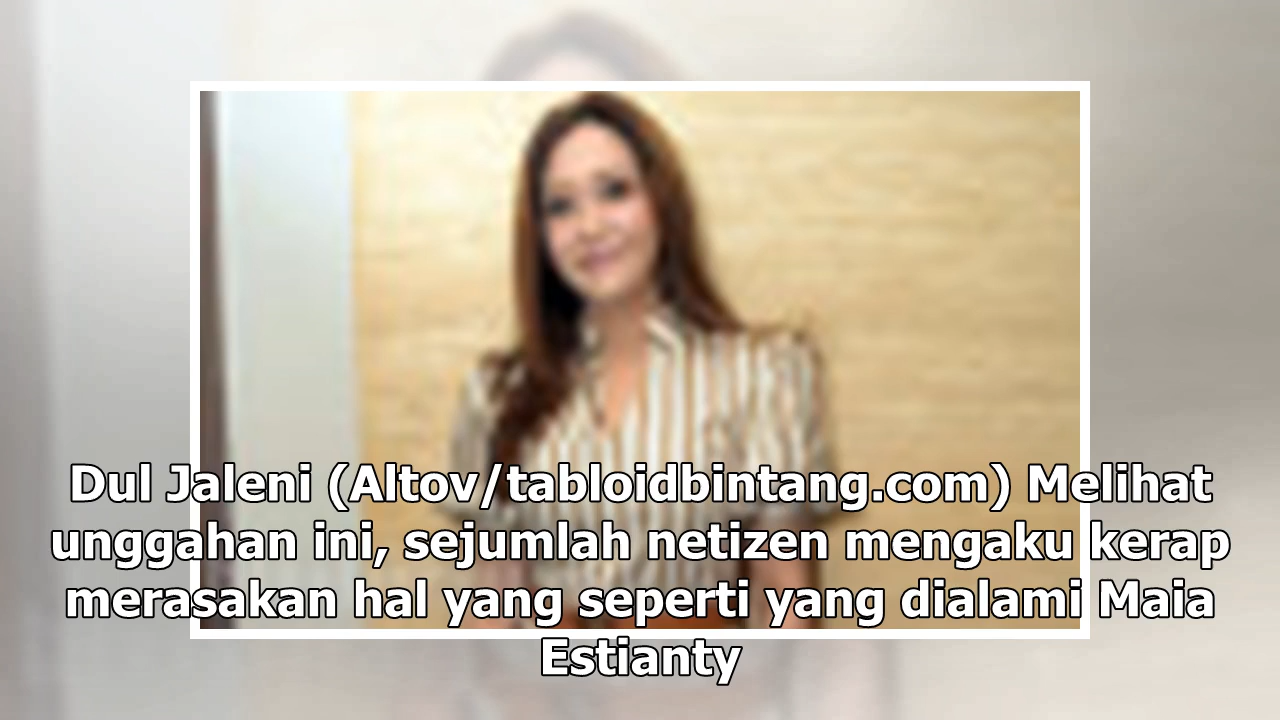 Dul Jaleni (Altov/tabloidbintang.com) Melihat
unggahan ini, sejumlah netizen mengaku kerap
merasakan hal yang seperti yang dialami Maia
Estianty